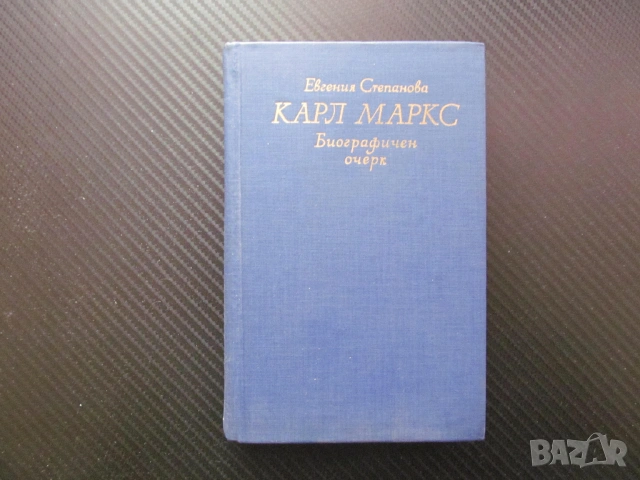 Евгения Степанова
КАРЛ МАРКС
Биографичен
очерк
BAZAR
bg